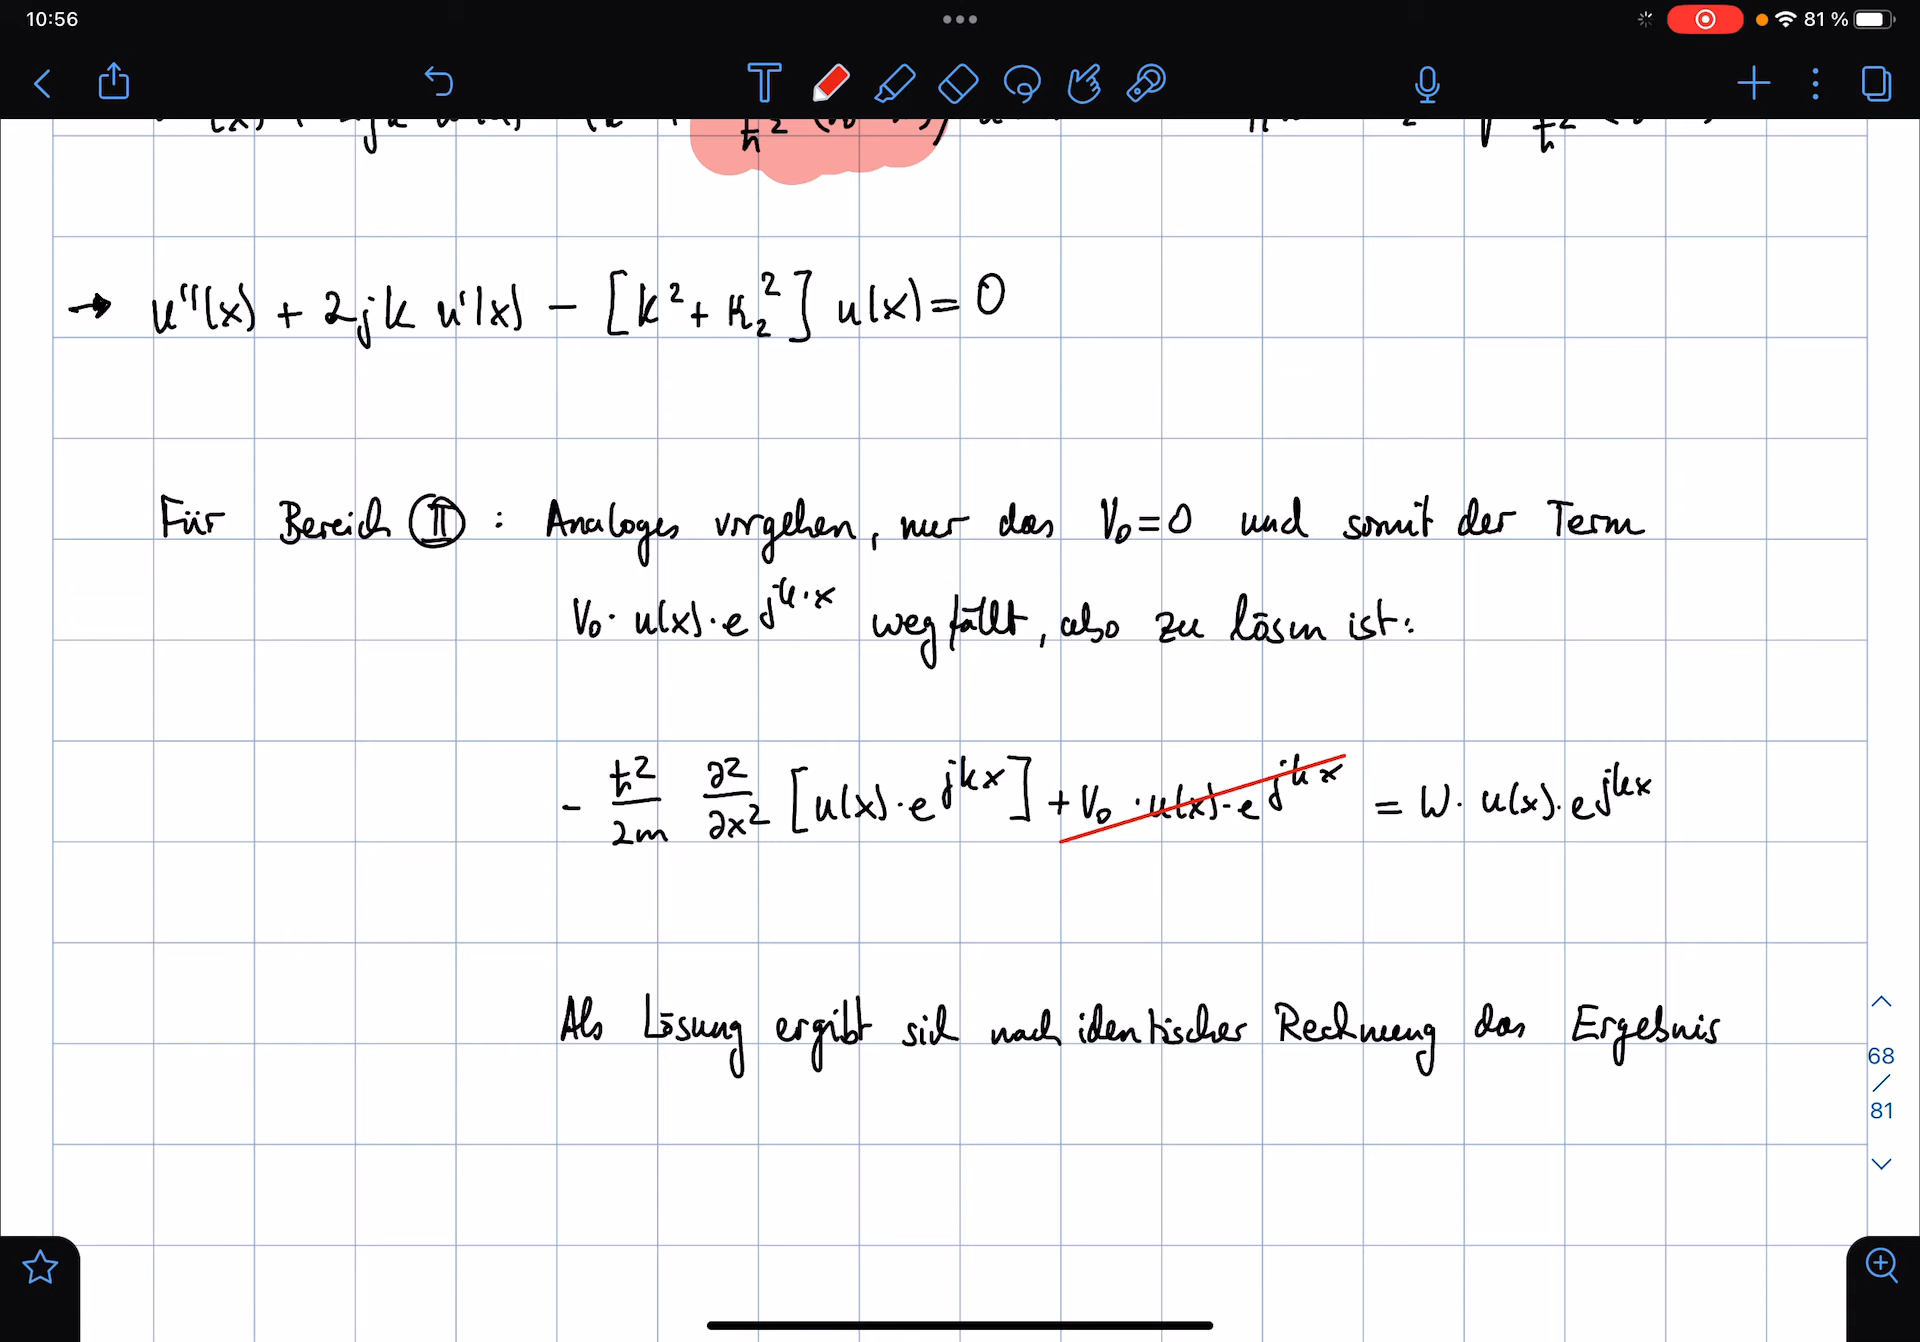 10:56
81 %
→ u''(x) + 2jk u'(x) - [k² + κ₂²] u(x) = 0
Für Bereich II : Analoges vorgehen, nur das V₀=0 und somit der Term
V₀ · u(x) · e^{jk·x} wegfällt, also zu lösen ist:
- ħ²/2m ∂²/∂x² [u(x) · e^{jkx}] + V₀ · u(x) · e^{jkx} = W · u(x) · e^{jkx}
Als Lösung ergibt sich nach identischer Rechnung das Ergebnis
68
/
81